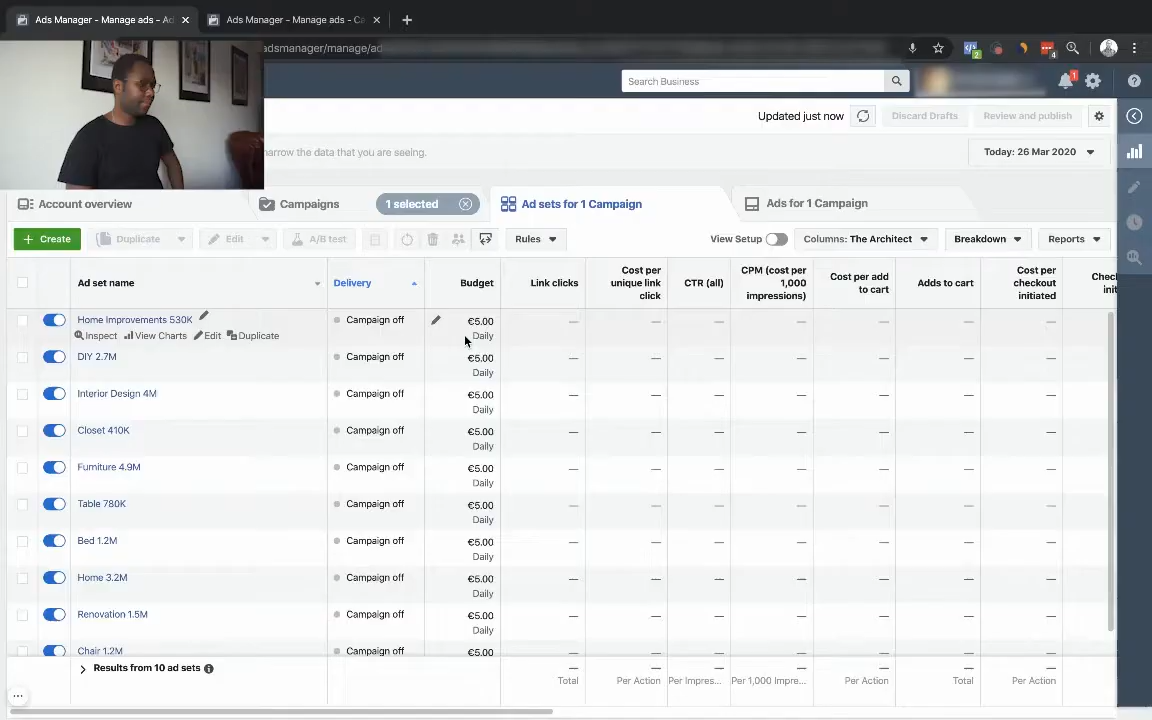 Ads Manager - Manage ads - Ad
Ads Manager - Manage ads - Ca
adsmanager/manage/ad
2
4
Search Business
1
Updated just now
Discard Drafts
Review and publish
narrow the data that you are seeing.
Today: 26 Mar 2020
Account overview
Campaigns
1 selected
Ad sets for 1 Campaign
Ads for 1 Campaign
+ Create
Duplicate
Edit
A/B test
Rules
View Setup
Columns: The Architect
Breakdown
Reports
Ad set name
Delivery
Budget
Link clicks
Cost per unique link click
CTR (all)
CPM (cost per 1,000 impressions)
Cost per add to cart
Adds to cart
Cost per checkout initiated
Chec
init
Home Improvements 530K
Campaign off
€5.00
— — — — — — —
Inspect View Charts Edit Duplicate
Daily
DIY 2.7M
Campaign off
€5.00
— — — — — — —
Daily
Interior Design 4M
Campaign off
€5.00
— — — — — — —
Daily
Closet 410K
Campaign off
€5.00
— — — — — — —
Daily
Furniture 4.9M
Campaign off
€5.00
— — — — — — —
Daily
Table 780K
Campaign off
€5.00
— — — — — — —
Daily
Bed 1.2M
Campaign off
€5.00
— — — — — — —
Daily
Home 3.2M
Campaign off
€5.00
— — — — — — —
Daily
Renovation 1.5M
Campaign off
€5.00
— — — — — — —
Daily
Chair 1.2M
Campaign off
€5.00
— — — — — — —
Results from 10 ad sets
— — — — — — —
Total
Per Action
Per Impres...
Per 1,000 Impre...
Per Action
Total
Per Action